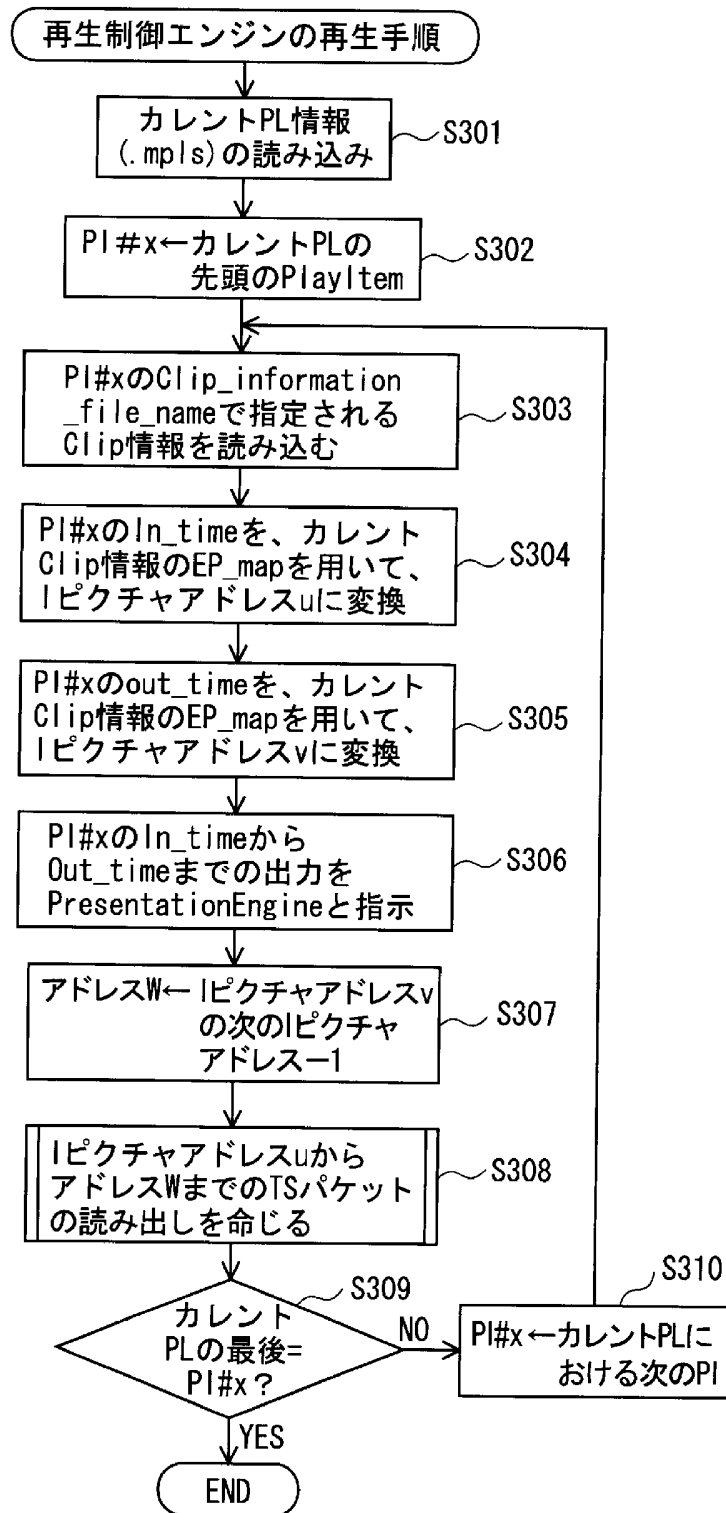 再生制御エンジンの再生手順
カレントPL情報
(.mpls)の読み込み
S301
PI#x←カレントPLの
先頭のPlayItem
S302
PI#xのClip_information
_file_nameで指定される
Clip情報を読み込む
S303
PI#xのIn_timeを、カレント
Clip情報のEP_mapを用いて、
Iピクチャアドレスuに変換
S304
PI#xのout_timeを、カレント
Clip情報のEP_mapを用いて、
Iピクチャアドレスvに変換
S305
PI#xのIn_timeから
Out_timeまでの出力を
PresentationEngineと指示
S306
アドレスW←Iピクチャアドレスv
の次のIピクチャ
アドレスー1
S307
Iピクチャアドレスuから
アドレスWまでのTSパケット
の読み出しを命じる
S308
カレント
PLの最後=
PI#x?
S309
NO
PI#x←カレントPLに
おける次のPI
S310
YES
END